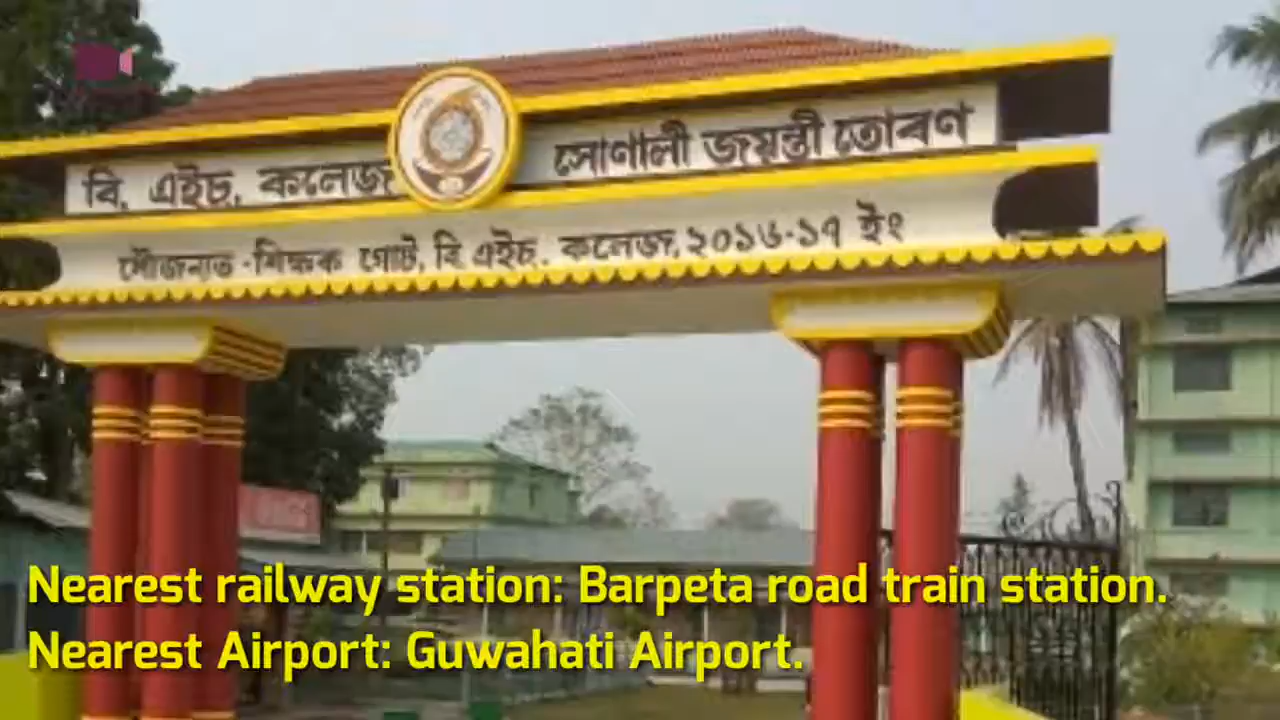 বি. এইচ. কলেজ
সোণালী জয়ন্তী তোৰণ
সৌজন্যত - শিক্ষক গোট, বি এইচ. কলেজ, ২০১৬-১৭ ইং
Nearest railway station: Barpeta road train station.
Nearest Airport: Guwahati Airport.